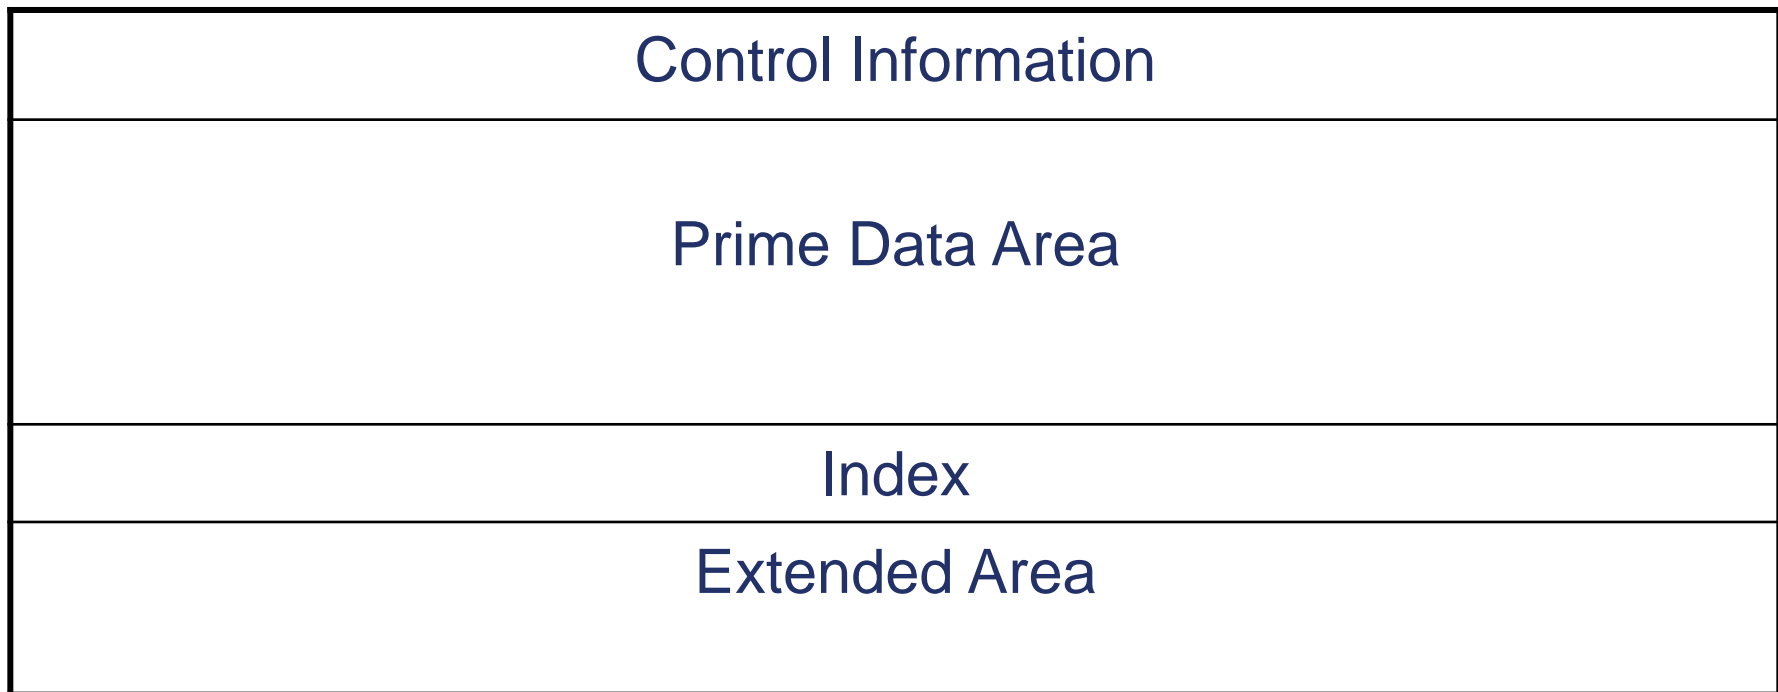 Control Information
Prime Data Area
Index
Extended Area